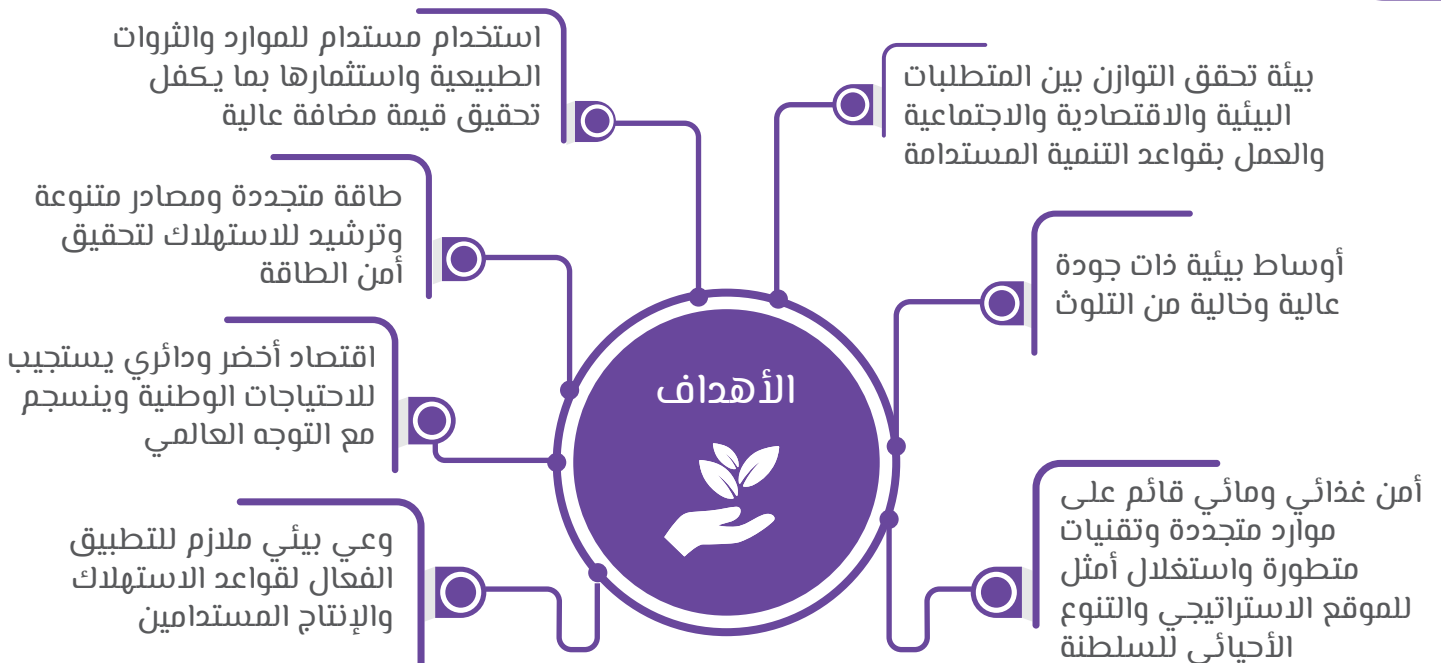 الأهداف
بيئة تحقق التوازن بين المتطلبات
البيئية والاقتصادية والاجتماعية
والعمل بقواعد التنمية المستدامة
أوساط بيئية ذات جودة
عالية وخالية من التلوث
أمن غذائي ومائي قائم على
موارد متجددة وتقنيات
متطورة واستغلال أمثل
للموقع الاستراتيجي والتنوع
الأحيائي للسلطنة
استخدام مستدام للموارد والثروات
الطبيعية واستثمارها بما يكفل
تحقيق قيمة مضافة عالية
طاقة متجددة ومصادر متنوعة
وترشيد للاستهلاك لتحقيق
أمن الطاقة
اقتصاد أخضر ودائري يستجيب
للاحتياجات الوطنية وينسجم
مع التوجه العالمي
وعي بيئي ملازم للتطبيق
الفعال لقواعد الاستهلاك
والإنتاج المستدامين